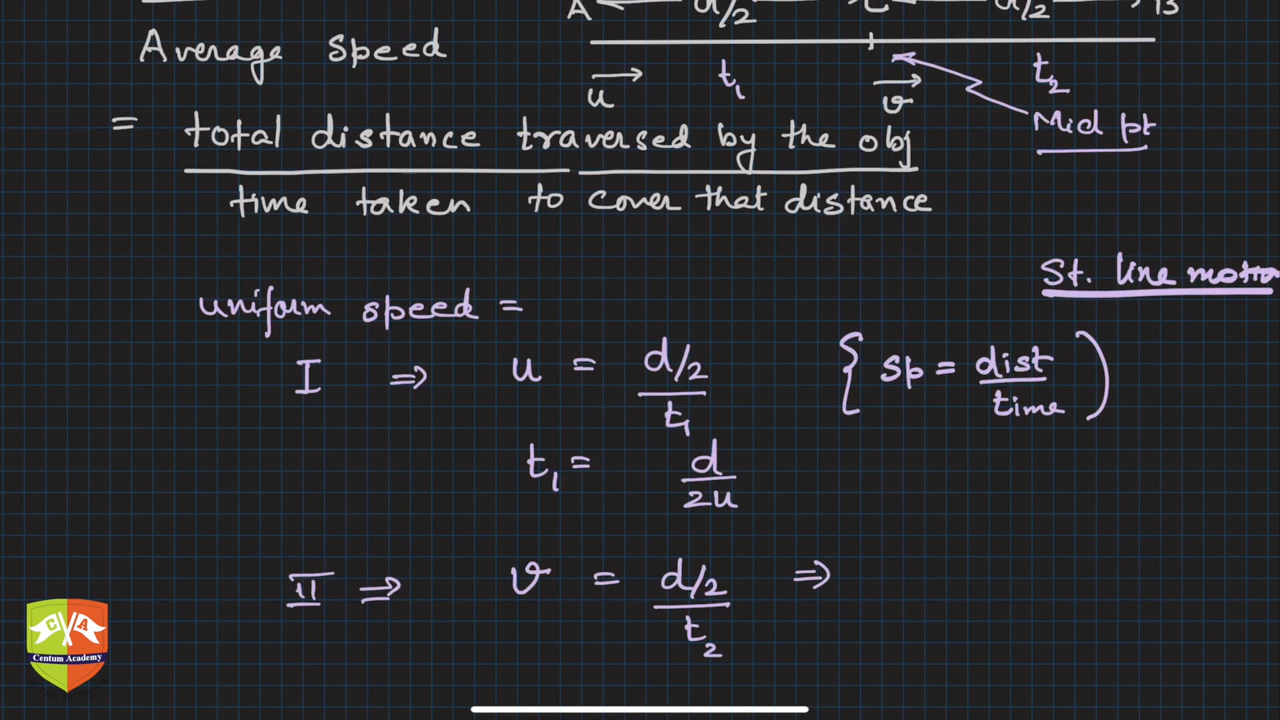 A d/2 C d/2 B
Average speed
u t₁ v t₂
Mid pt
= total distance traversed by the obj
time taken to cover that distance
St. line motion
uniform speed =
I ⇒ u = d/2 / t₁ { sp = dist / time )
t₁ = d / 2u
II ⇒ v = d/2 / t₂ ⇒
C A
Centum Academy